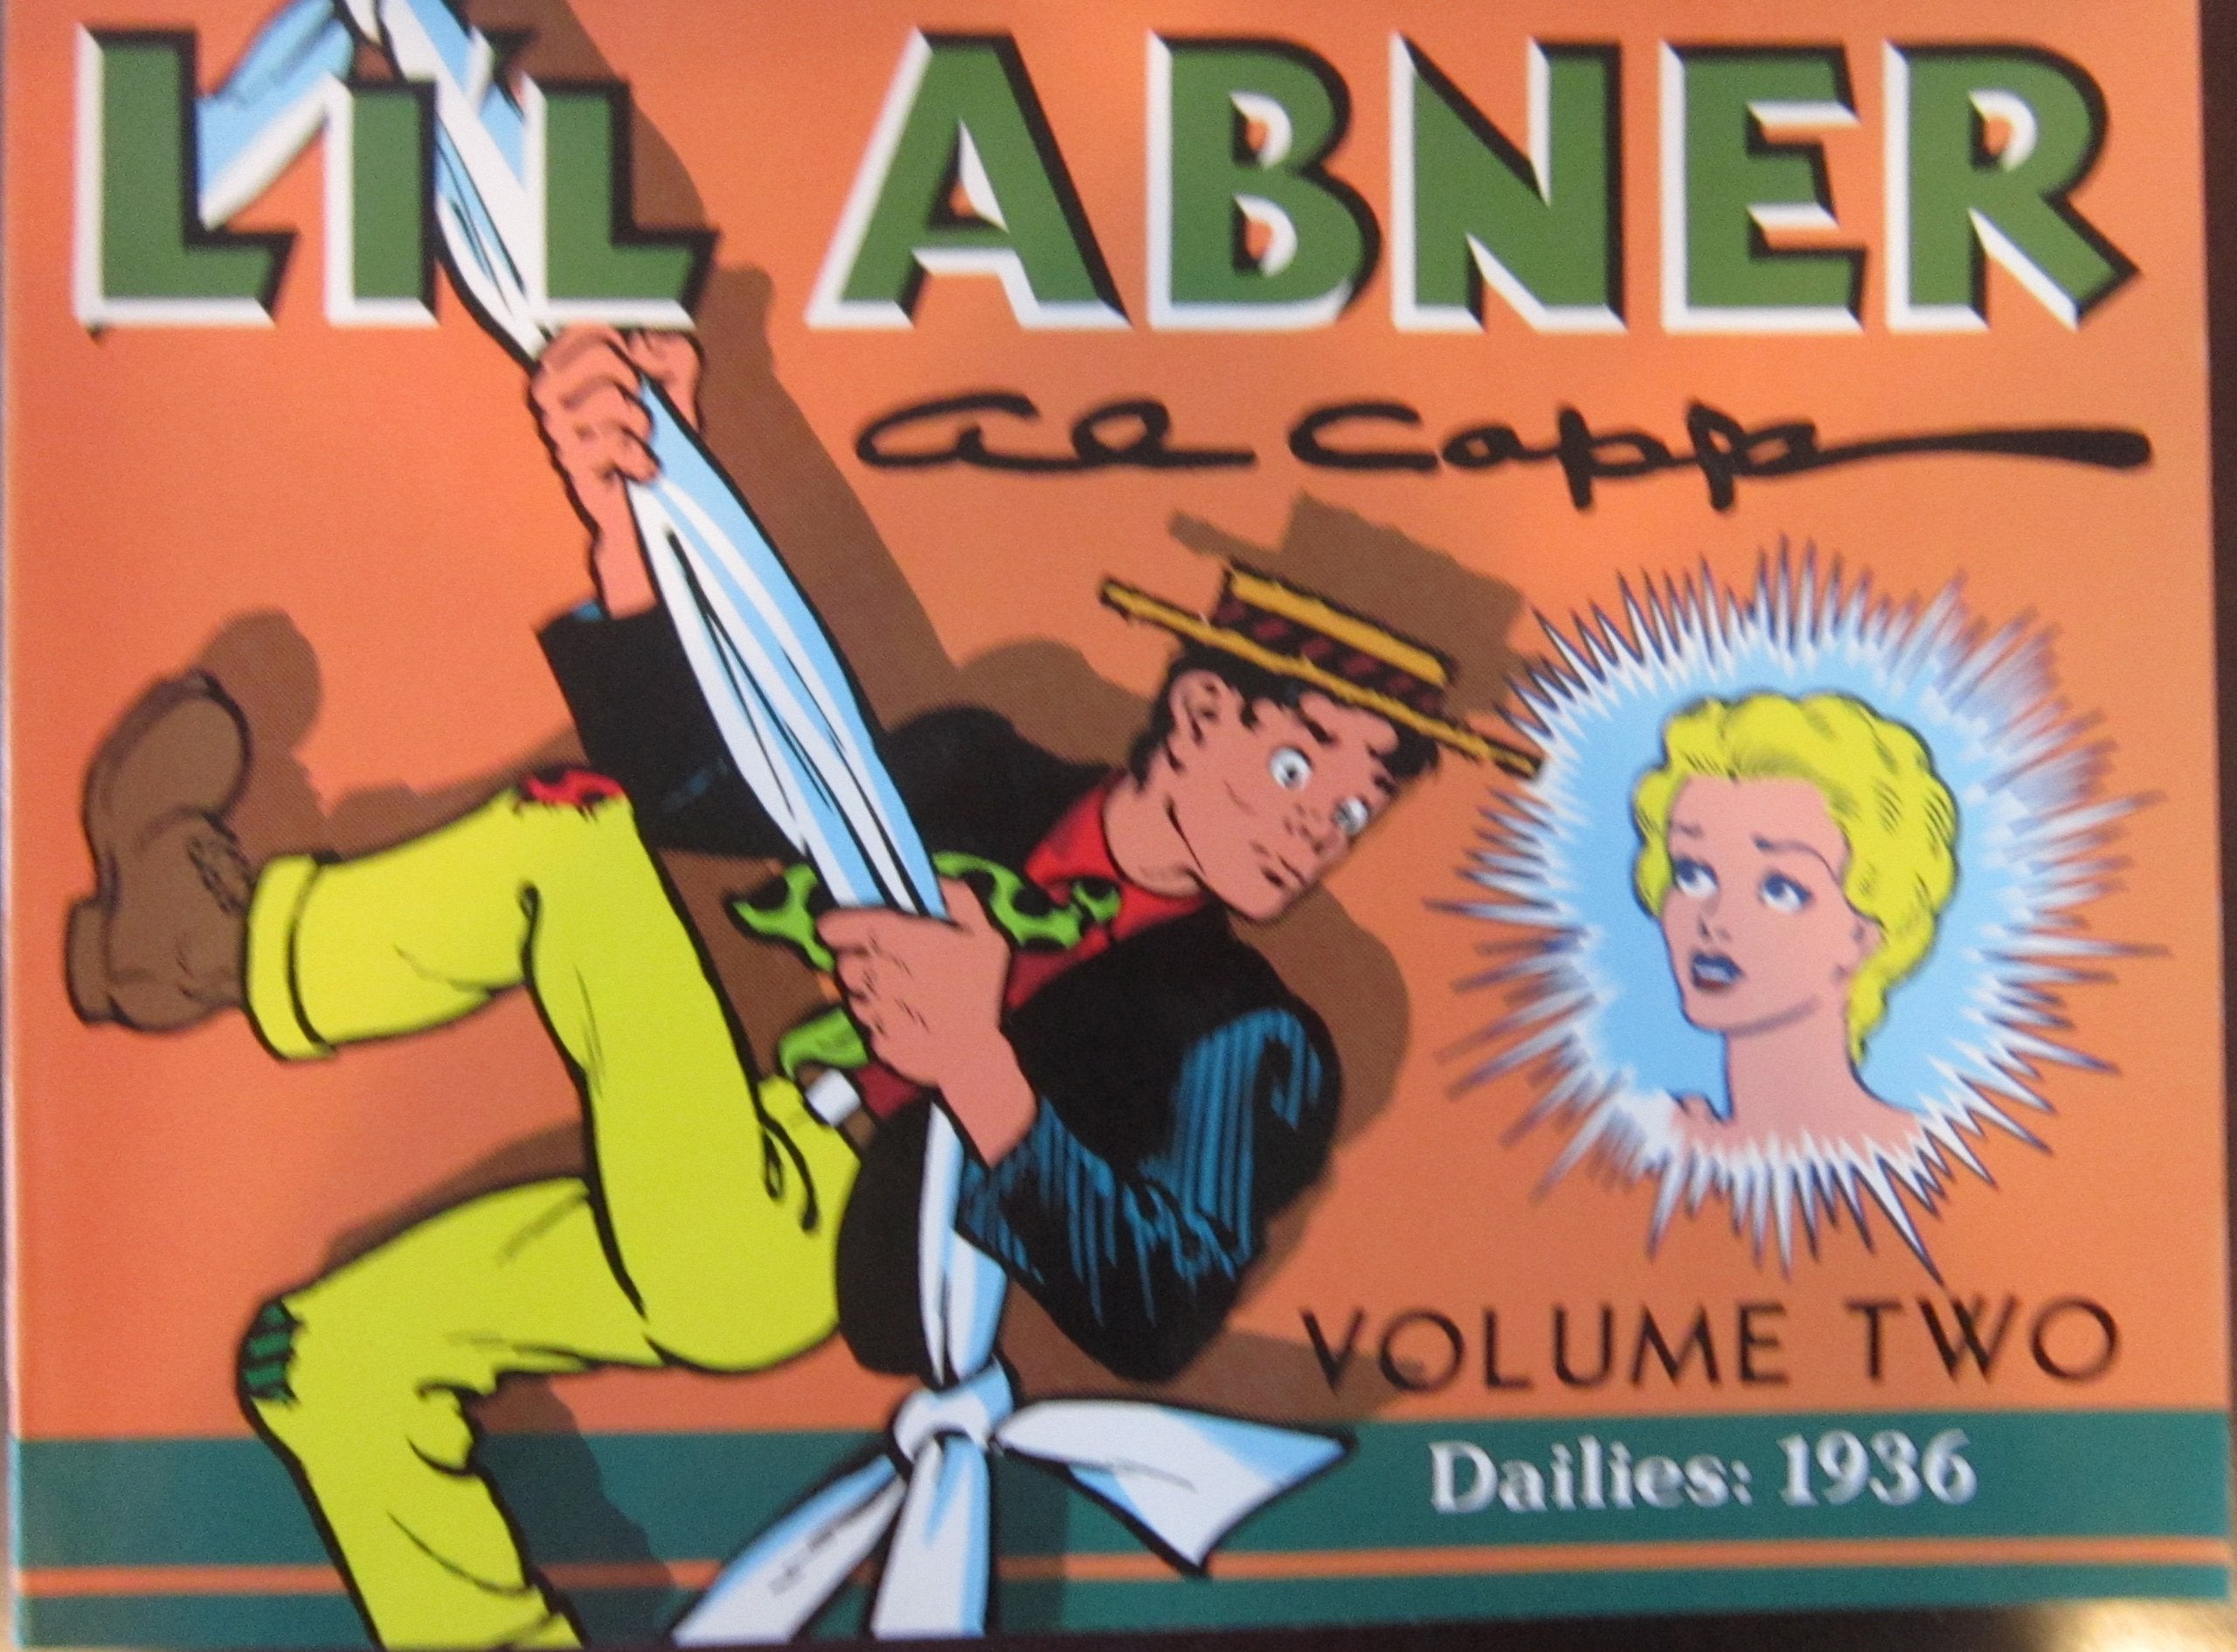 LI'L ABNER
Al Capp
VOLUME TWO
Dailies: 1936